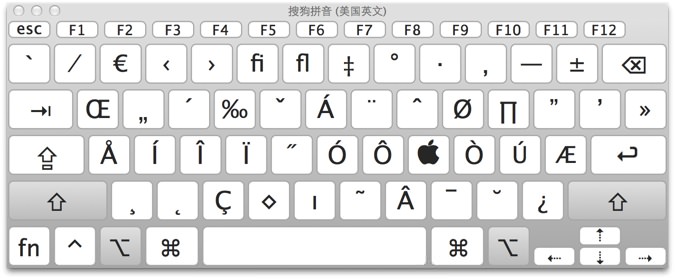 搜狗拼音 (美国英文)
esc F1 F2 F3 F4 F5 F6 F7 F8 F9 F10 F11 F12
` ⁄ € ‹ › ﬁ ﬂ ‡ ° · ‚ — ± ⌫
⇥ Œ „ ´ ‰ ˇ Á ¨ ˆ Ø ∏ ” ’ »
⇪ Å Í Î Ï ˝ Ó Ô  Ò Ú Æ ↩
⇧ ¸ ˛ Ç ◊ ı ˜ Â ¯ ˘ ¿ ⇧
fn ⌃ ⌥ ⌘ ⌘ ⌥ ⇠ ⇡ ⇣ ⇢